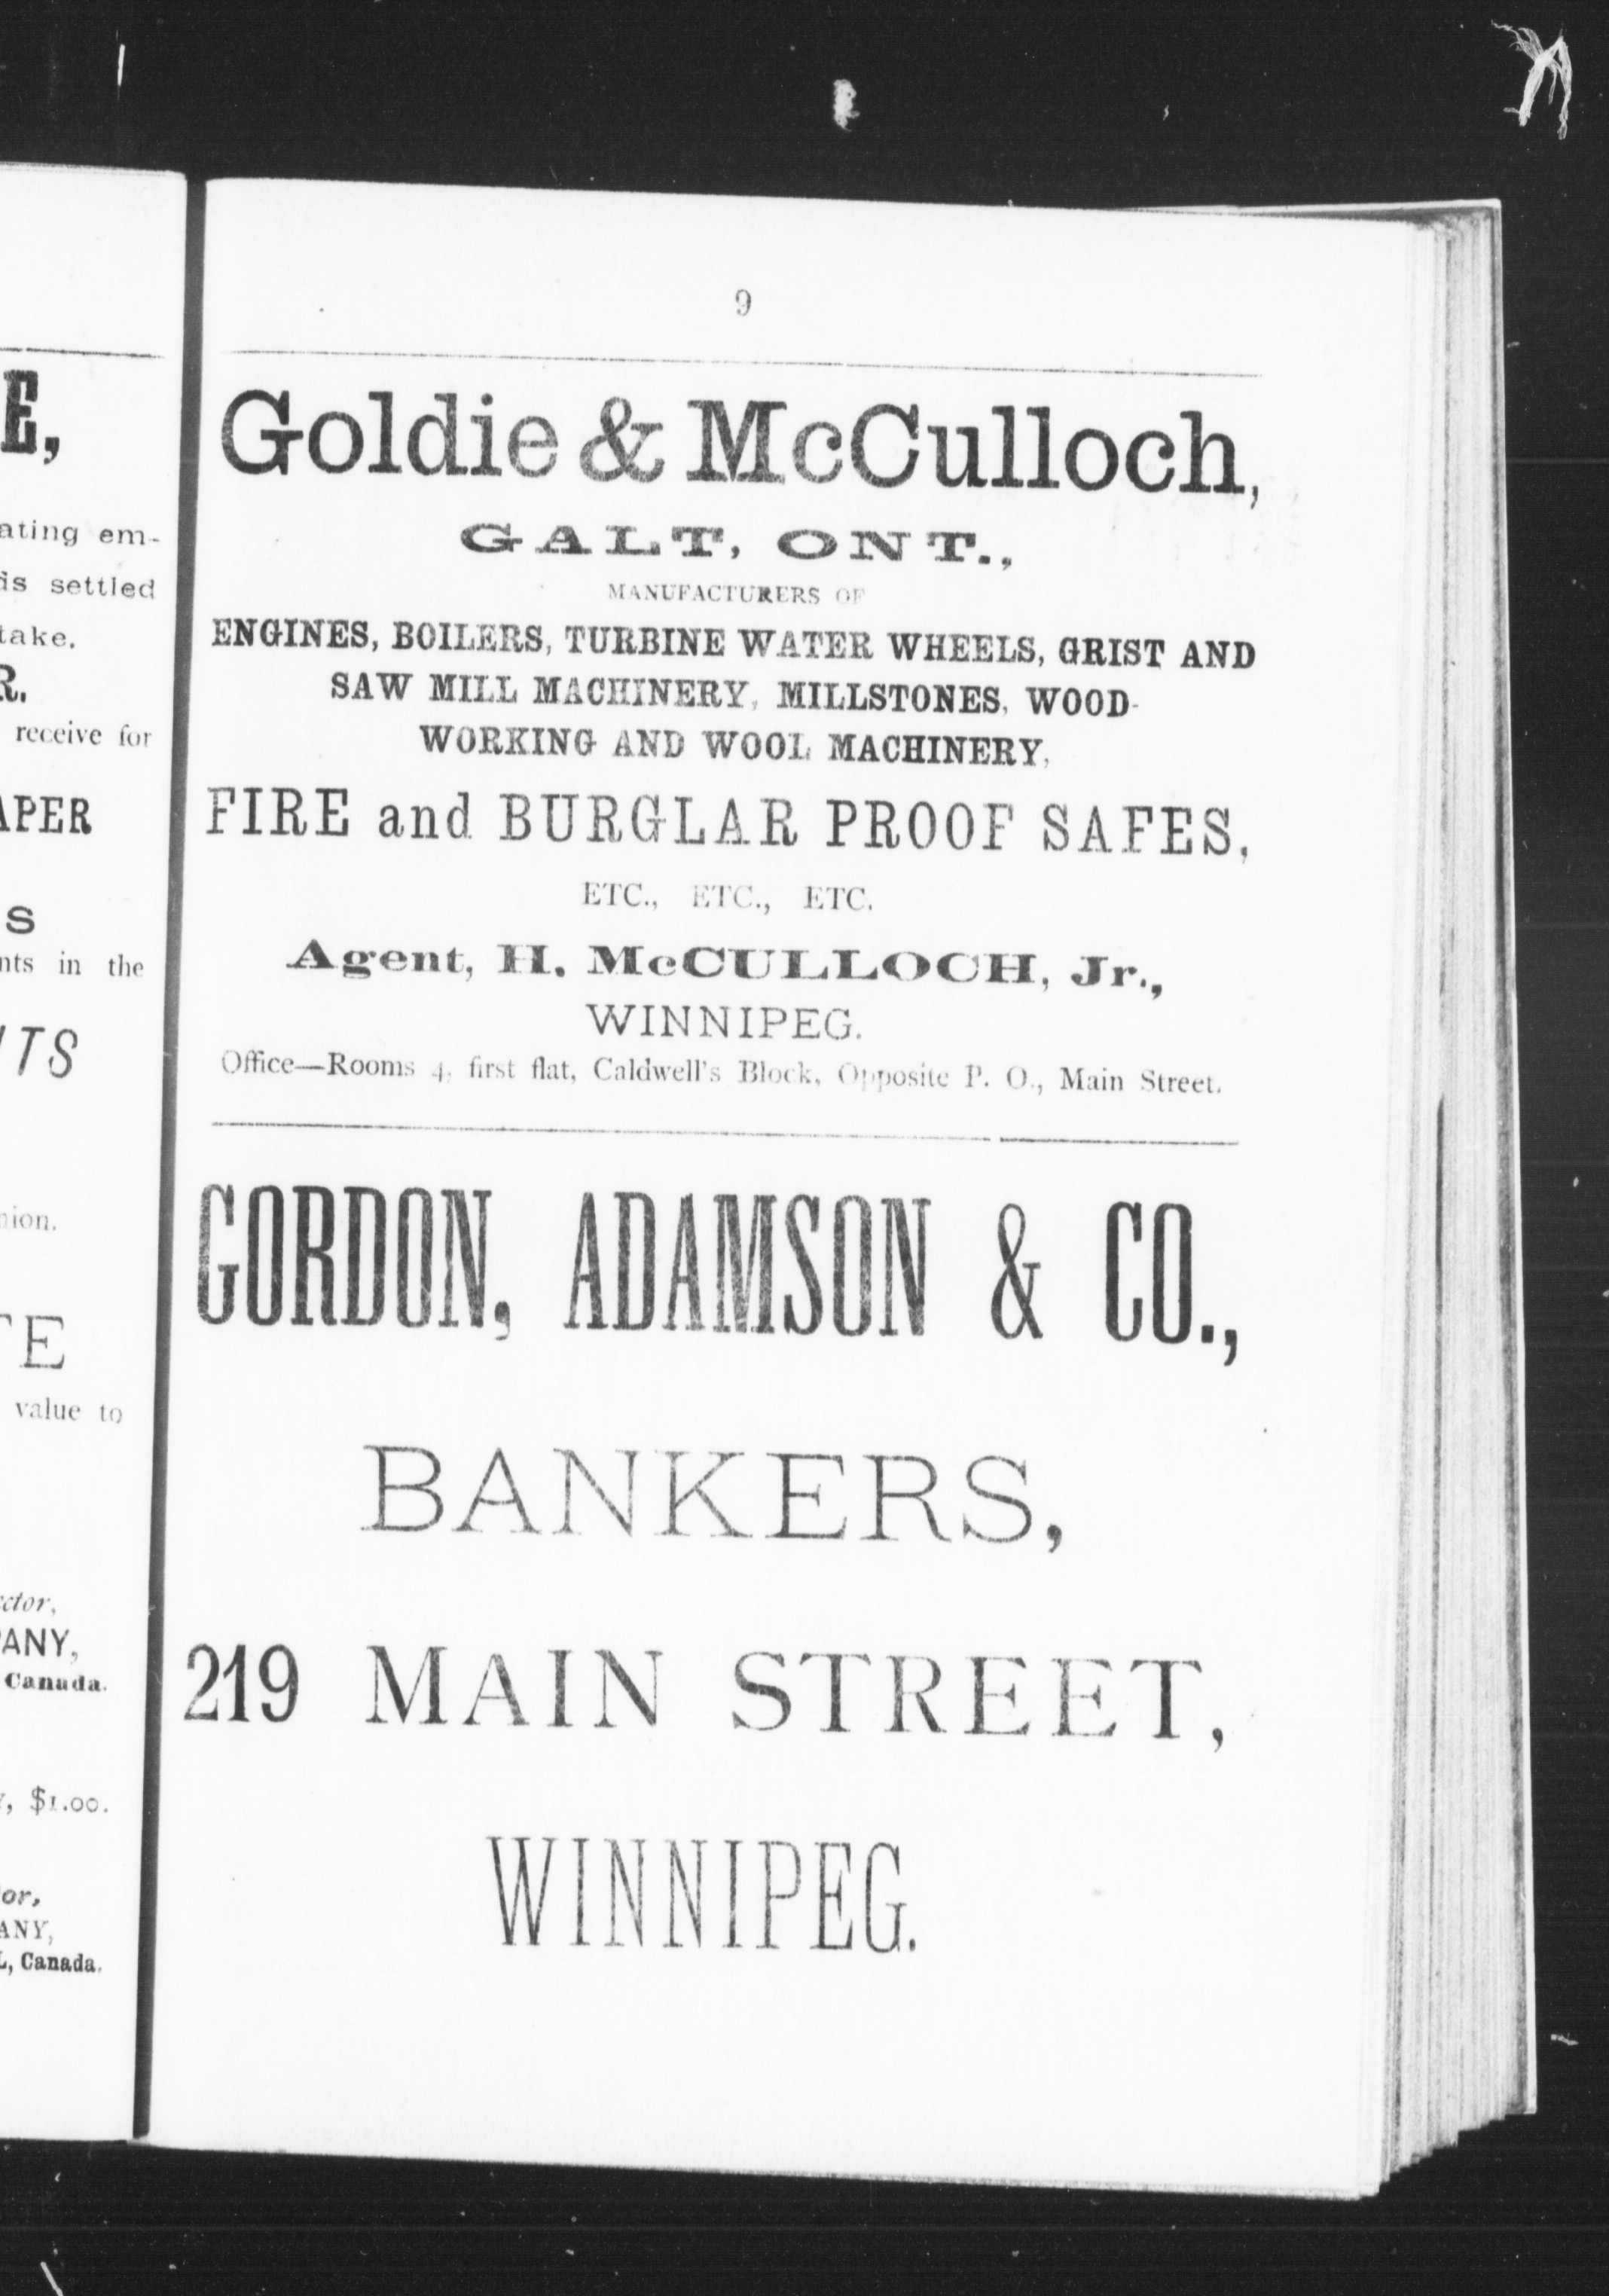 E,
ating em-
ds settled
take.
R.
receive for
APER
S
nts in the
TS
nion.
TE
value to
ctor,
PANY,
Canada.
, $1.00.
or,
ANY,
L, Canada.
9
Goldie & McCulloch,
GALT, ONT.,
MANUFACTURERS OF
ENGINES, BOILERS, TURBINE WATER WHEELS, GRIST AND
SAW MILL MACHINERY, MILLSTONES, WOOD-
WORKING AND WOOL MACHINERY,
FIRE and BURGLAR PROOF SAFES,
ETC., ETC., ETC.
Agent, H. McCULLOCH, Jr.,
WINNIPEG.
Office—Rooms 4, first flat, Caldwell's Block, Opposite P. O., Main Street.
GORDON, ADAMSON & CO.,
BANKERS,
219 MAIN STREET,
WINNIPEG.